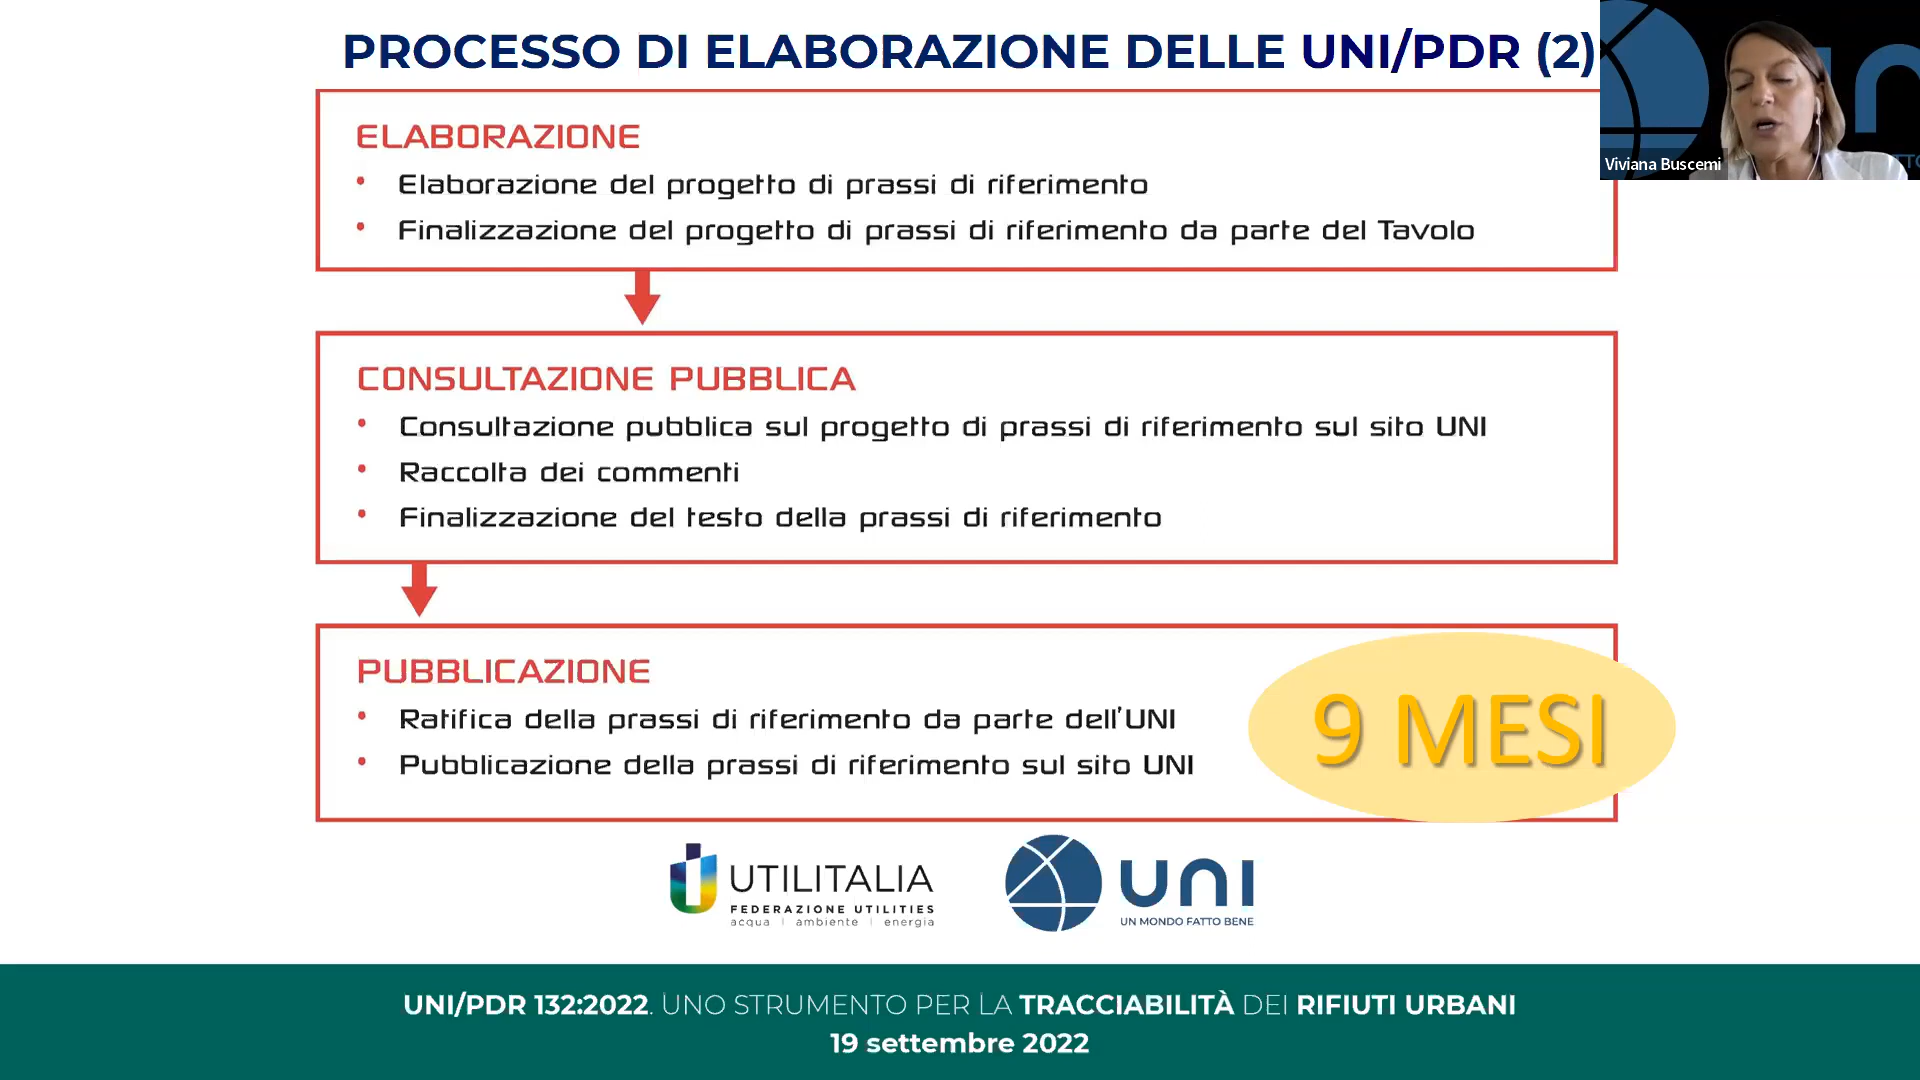 PROCESSO DI ELABORAZIONE DELLE UNI/PDR (2)
Viviana Buscemi
ELABORAZIONE
• Elaborazione del progetto di prassi di riferimento
• Finalizzazione del progetto di prassi di riferimento da parte del Tavolo
CONSULTAZIONE PUBBLICA
• Consultazione pubblica sul progetto di prassi di riferimento sul sito UNI
• Raccolta dei commenti
• Finalizzazione del testo della prassi di riferimento
PUBBLICAZIONE
• Ratifica della prassi di riferimento da parte dell'UNI
• Pubblicazione della prassi di riferimento sul sito UNI
9 MESI
UTILITALIA
FEDERAZIONE UTILITIES
acqua | ambiente | energia
UNI
UN MONDO FATTO BENE
UNI/PDR 132:2022. UNO STRUMENTO PER LA TRACCIABILITÀ DEI RIFIUTI URBANI
19 settembre 2022